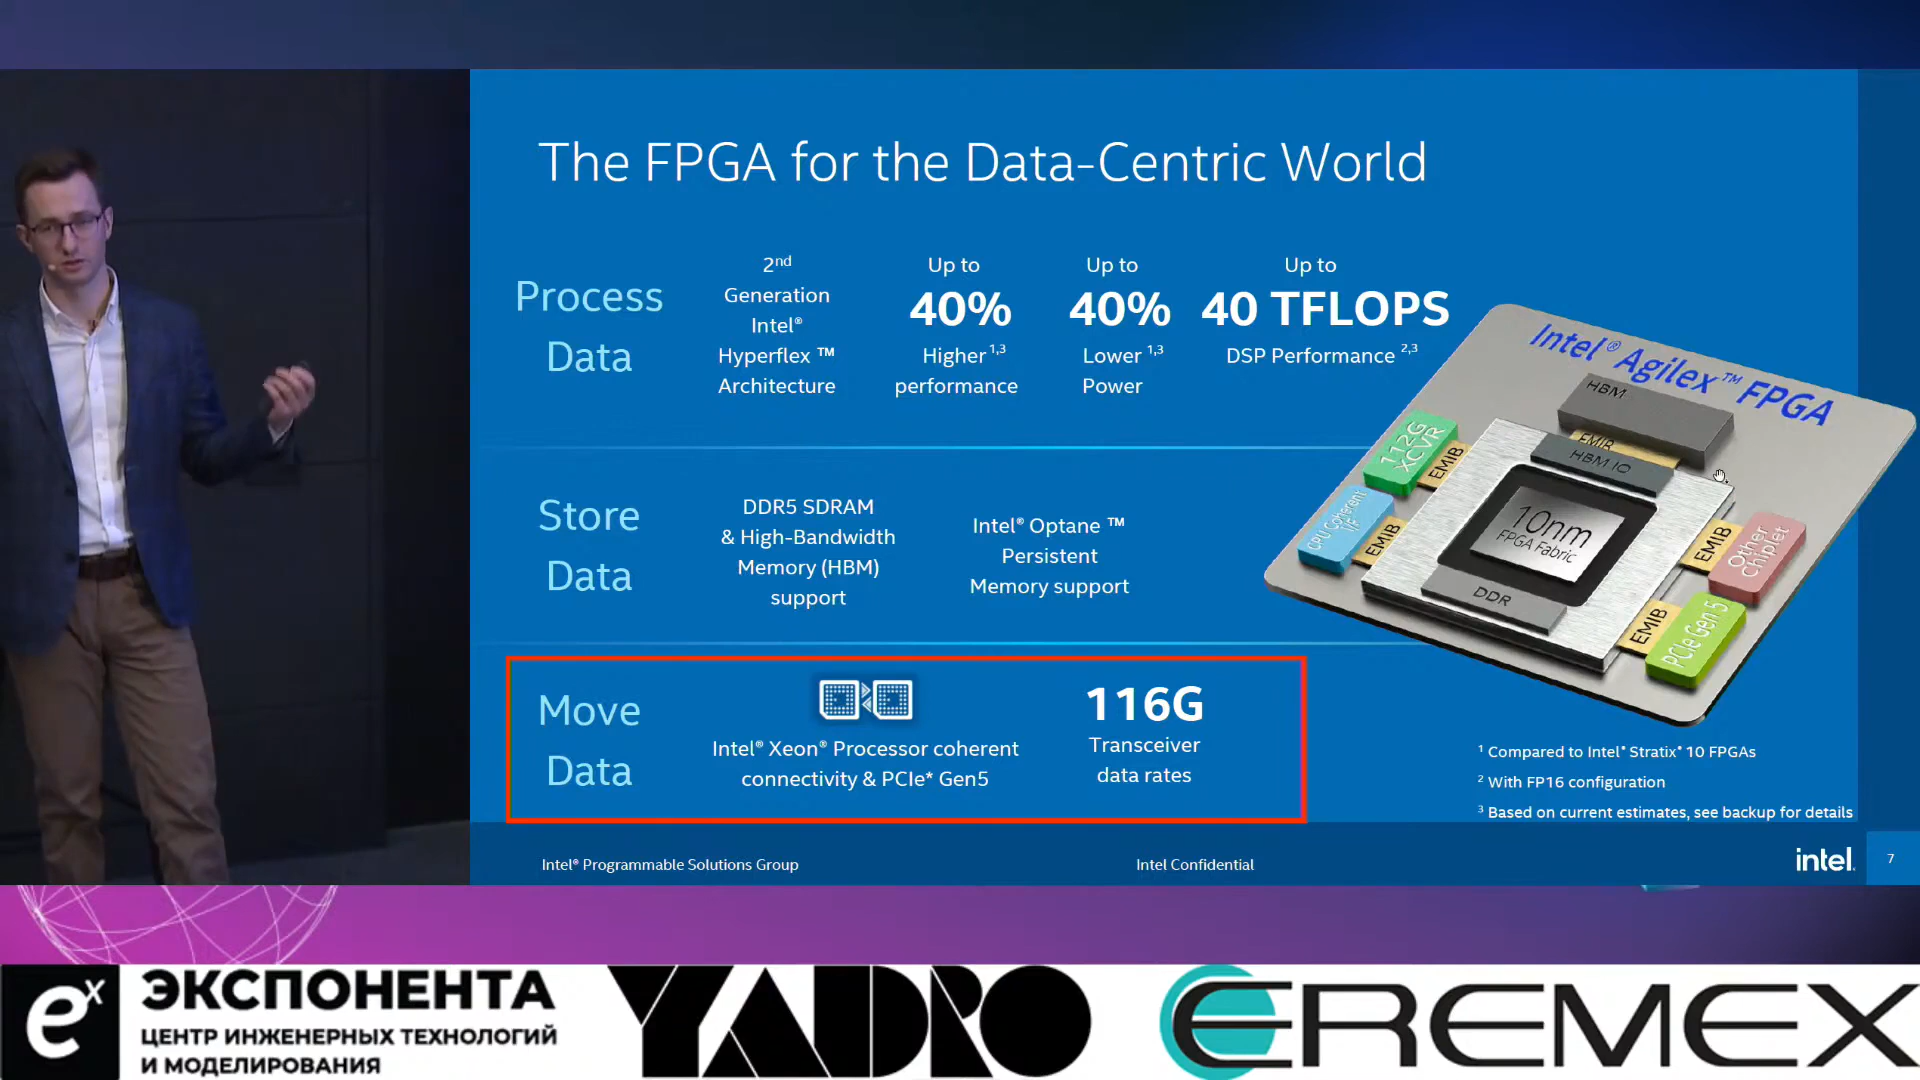 The FPGA for the Data-Centric World
Process
Data
2nd
Generation
Intel®
Hyperflex ™
Architecture
Up to
40%
Higher 1,3
performance
Up to
40%
Lower 1,3
Power
Up to
40 TFLOPS
DSP Performance 2,3
Store
Data
DDR5 SDRAM
& High-Bandwidth
Memory (HBM)
support
Intel® Optane ™
Persistent
Memory support
Move
Data
Intel® Xeon® Processor coherent
connectivity & PCIe* Gen5
116G
Transceiver
data rates
Intel® Agilex™ FPGA
HBM
EMIB
HBM IO
112G
XCVR
EMIB
CPU Coherent
I/F
EMIB
10nm
FPGA Fabric
DDR
EMIB
Other
Chiplet
EMIB
PCIe Gen 5
1 Compared to Intel® Stratix® 10 FPGAs
2 With FP16 configuration
3 Based on current estimates, see backup for details
Intel® Programmable Solutions Group
Intel Confidential
intel.
7
ex
ЭКСПОНЕНТА
ЦЕНТР ИНЖЕНЕРНЫХ ТЕХНОЛОГИЙ
И МОДЕЛИРОВАНИЯ
YADRO
EREMEX